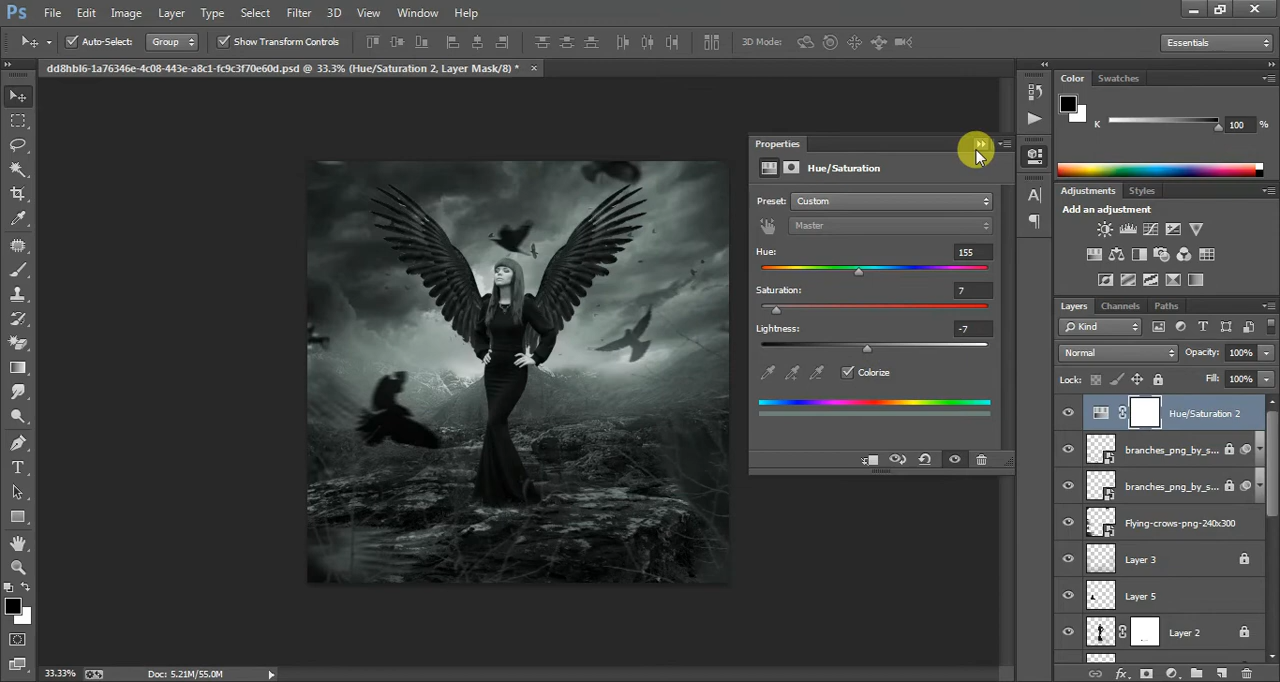 Ps File Edit Image Layer Type Select Filter 3D View Window Help
Auto-Select: Group Show Transform Controls 3D Mode: Essentials
dd8hbl6-1a76346e-4c08-443e-a8c1-fc9c3f70e60d.psd @ 33.3% (Hue/Saturation 2, Layer Mask/8) *
Properties
Hue/Saturation
Preset: Custom
Master
Hue: 155
Saturation: 7
Lightness: -7
Colorize
Color Swatches
K 100 %
Adjustments Styles
Add an adjustment
Layers Channels Paths
Kind
Normal Opacity: 100%
Lock: Fill: 100%
Hue/Saturation 2
branches_png_by_s...
branches_png_by_s...
Flying-crows-png-240x300
Layer 3
Layer 5
Layer 2
33.33% Doc: 5.21M/55.0M